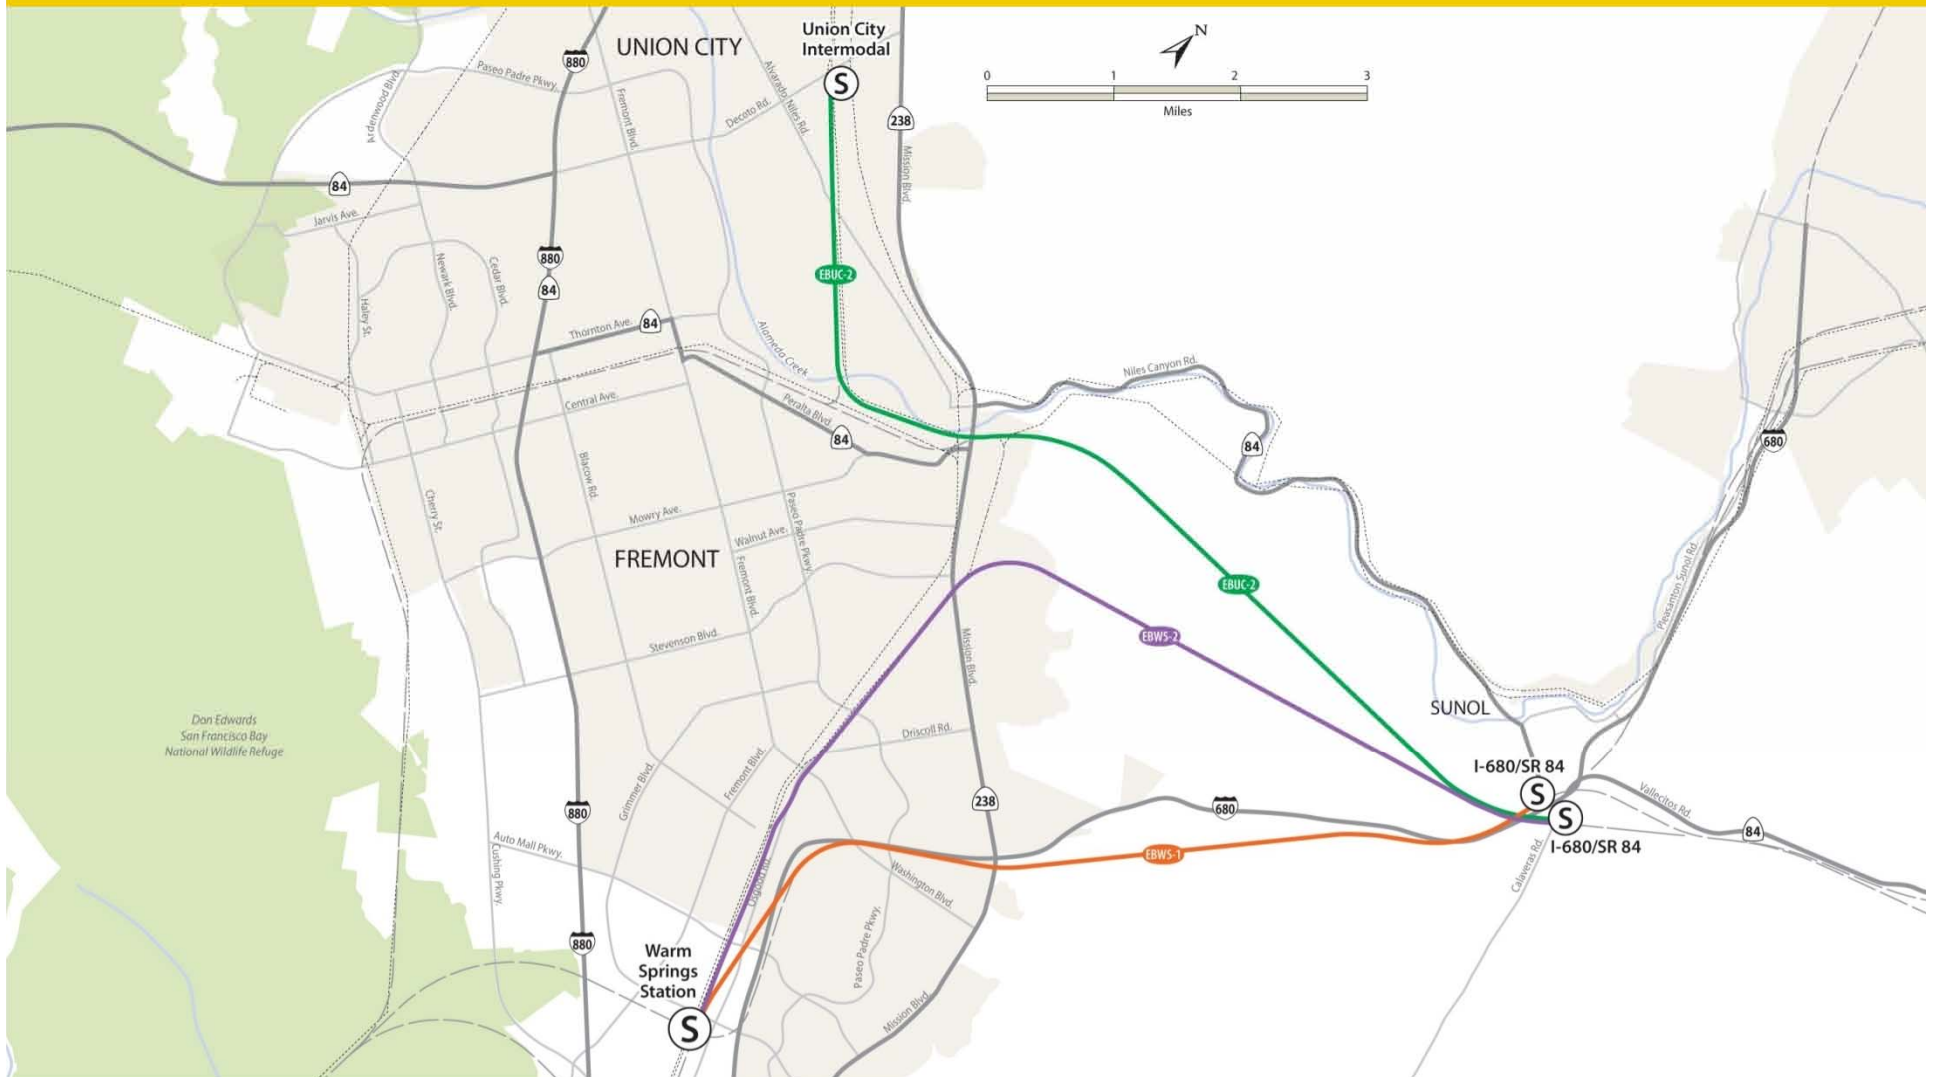 UNION CITY
Union City
Intermodal
S
N
0 1 2 3
Miles
880
Paseo Padre Pkwy.
Ardenwood Blvd.
Fremont Blvd.
Alvarado Niles Rd.
Decoto Rd.
238
Mission Blvd.
84
Jarvis Ave.
880
84
Newark Blvd.
Cedar Blvd.
Haley St.
EBUC-2
Thornton Ave.
84
Alameda Creek
Niles Canyon Rd.
Central Ave.
Peralta Blvd.
84
84
680
Blacow Rd.
Cherry St.
Mowry Ave.
Paseo Padre Pkwy.
Walnut Ave.
FREMONT
Fremont Blvd.
EBUC-2
Pleasanton Sunol Rd.
Stevenson Blvd.
Mission Blvd.
EBWS-2
SUNOL
Don Edwards
San Francisco Bay
National Wildlife Refuge
Driscoll Rd.
Grimmer Blvd.
Fremont Blvd.
I-680/SR 84
S
S
I-680/SR 84
Vallecitos Rd.
84
880
238
680
Auto Mall Pkwy.
Cushing Pkwy.
EBWS-1
Osgood Rd.
Washington Blvd.
Calaveras Rd.
880
Paseo Padre Pkwy.
Warm
Springs
Station
S
Mission Blvd.